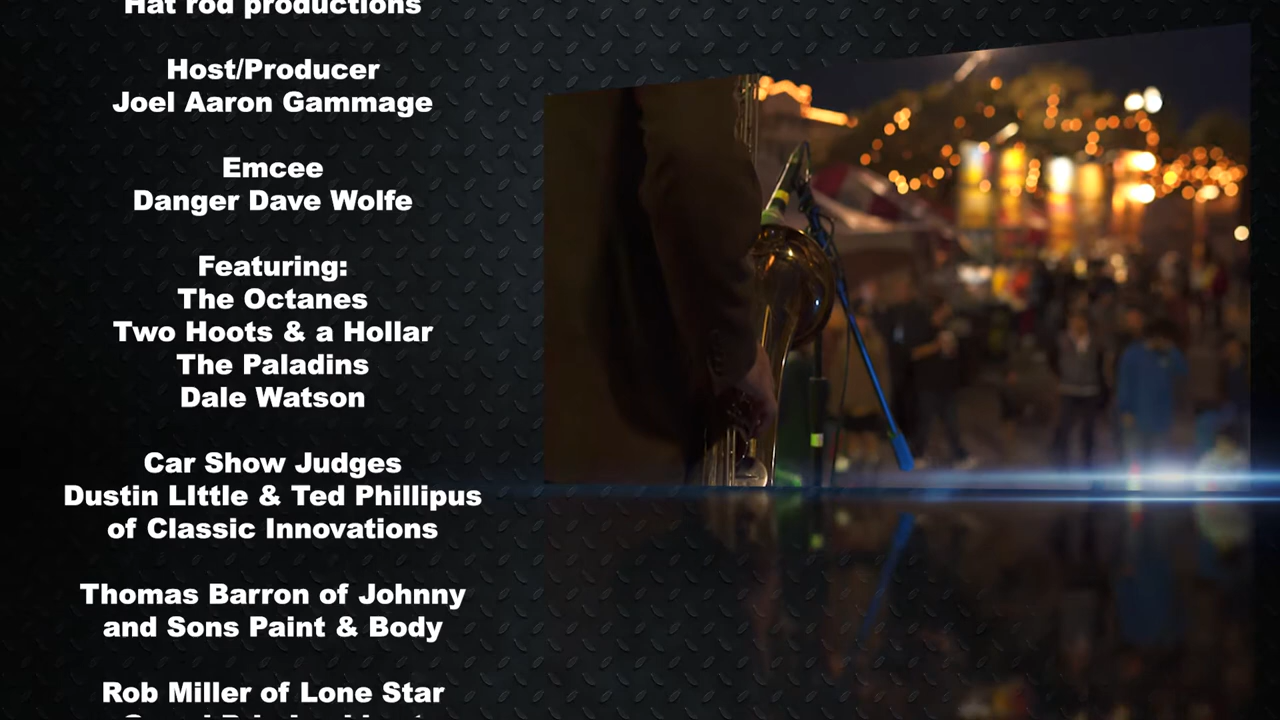 Hat rod productions
Host/Producer
Joel Aaron Gammage
Emcee
Danger Dave Wolfe
Featuring:
The Octanes
Two Hoots & a Hollar
The Paladins
Dale Watson
Car Show Judges
Dustin LIttle & Ted Phillipus
of Classic Innovations
Thomas Barron of Johnny
and Sons Paint & Body
Rob Miller of Lone Star